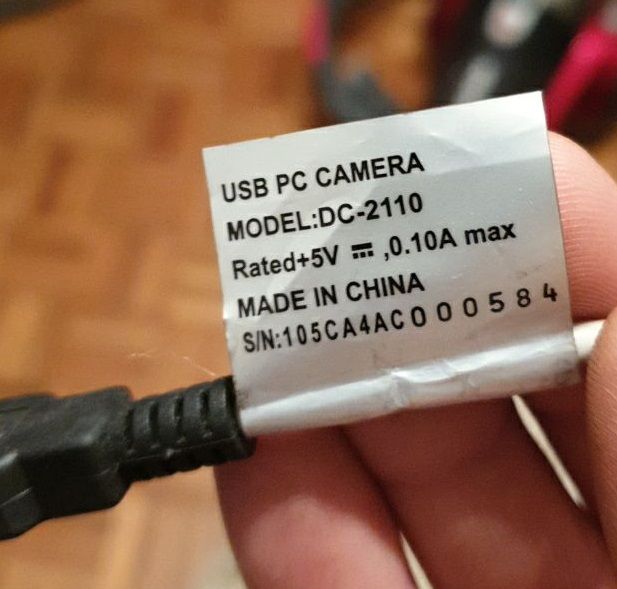 USB PC CAMERA
MODEL:DC-2110
Rated+5V ⎓ ,0.10A max
MADE IN CHINA
S/N:105CA4AC000584